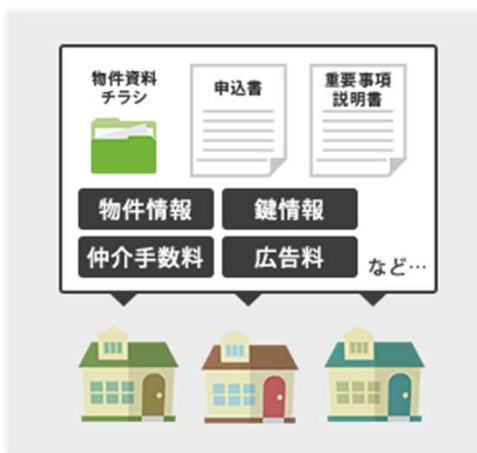 物件資料
チラシ
申込書
重要事項
説明書
物件情報
鍵情報
仲介手数料
広告料
など…